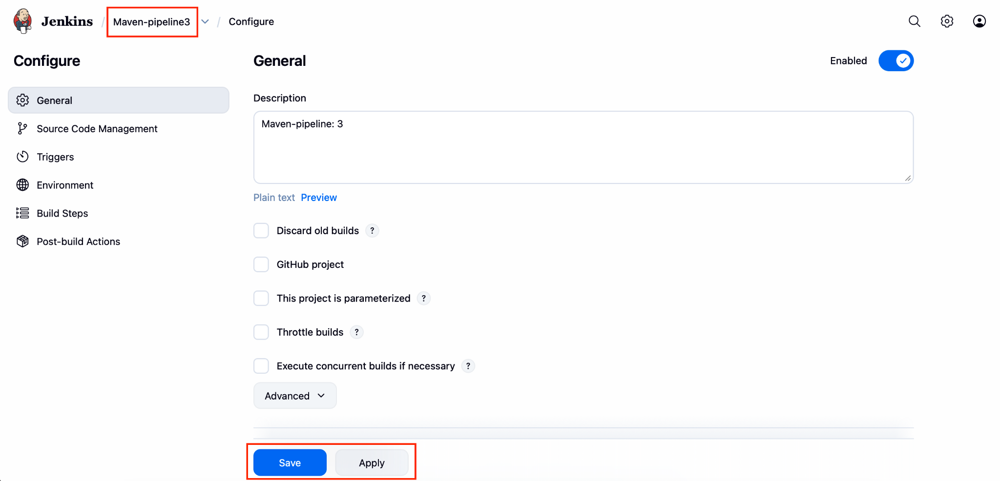 Jenkins / Maven-pipeline3 / Configure
Configure
General
Source Code Management
Triggers
Environment
Build Steps
Post-build Actions
General
Enabled
Description
Maven-pipeline: 3
Plain text Preview
Discard old builds ?
GitHub project
This project is parameterized ?
Throttle builds ?
Execute concurrent builds if necessary ?
Advanced
Save Apply